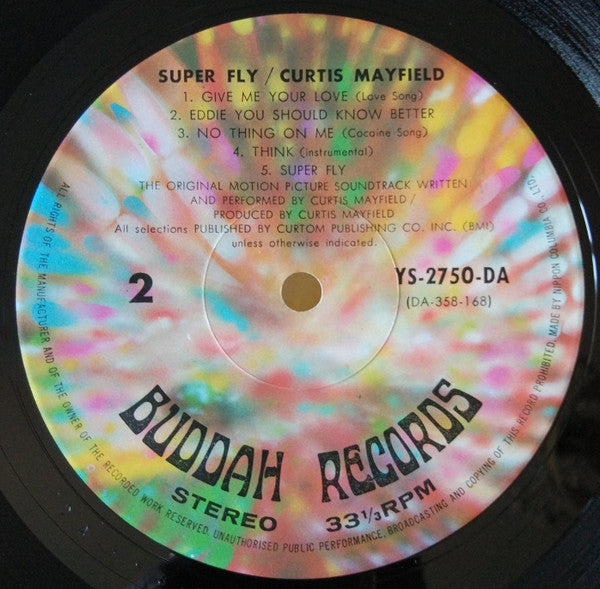 SUPER FLY / CURTIS MAYFIELD
1. GIVE ME YOUR LOVE (Love Song)
2. EDDIE YOU SHOULD KNOW BETTER
3. NO THING ON ME (Cocaine Song)
4. THINK (instrumental)
5. SUPER FLY
THE ORIGINAL MOTION PICTURE SOUNDTRACK WRITTEN
AND PERFORMED BY CURTIS MAYFIELD /
PRODUCED BY CURTIS MAYFIELD
All selections PUBLISHED BY CURTOM PUBLISHING CO. INC. (BMI)
unless otherwise indicated.
2
YS-2750-DA
(DA-358-168)
BUDDAH RECORDS
STEREO 33⅓RPM
ALL RIGHTS OF THE MANUFACTURER AND OF THE OWNER OF THE RECORDED WORK RESERVED. UNAUTHORISED PUBLIC PERFORMANCE, BROADCASTING AND COPYING OF THIS RECORD PROHIBITED. MADE BY NIPPON COLUMBIA CO., LTD.